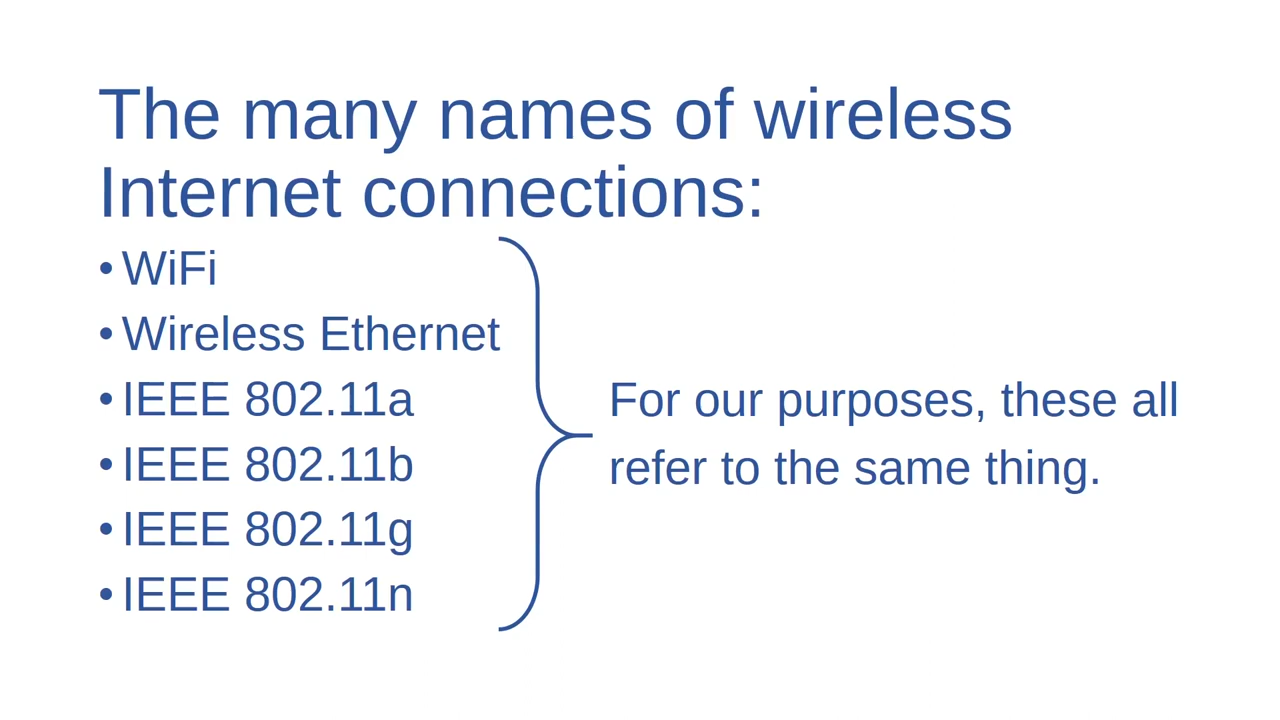 The many names of wireless
Internet connections:
• WiFi
• Wireless Ethernet
• IEEE 802.11a
• IEEE 802.11b
• IEEE 802.11g
• IEEE 802.11n
For our purposes, these all
refer to the same thing.